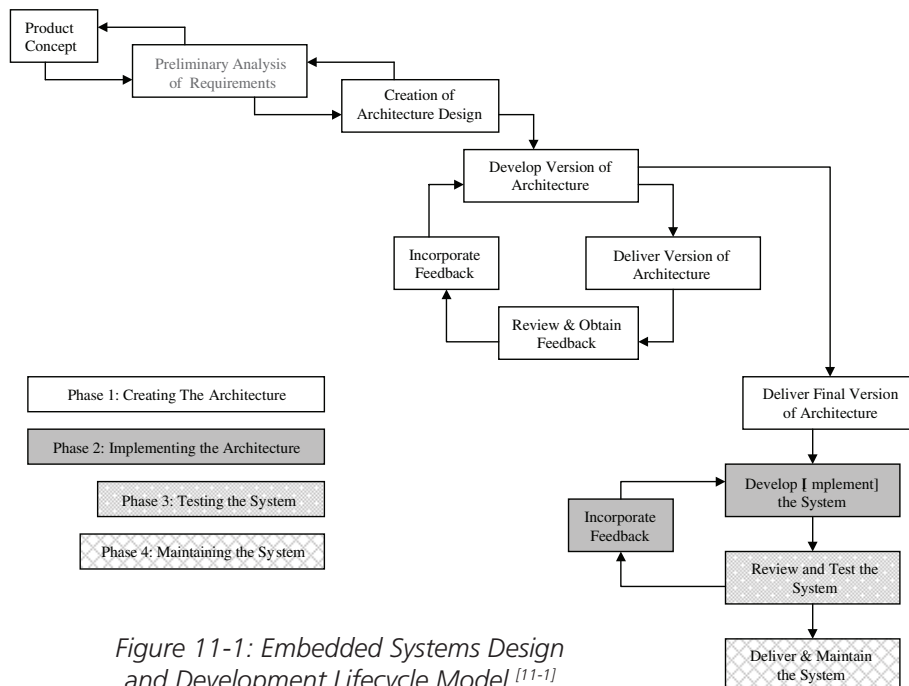 Product
Concept
Preliminary Analysis
of Requirements
Creation of
Architecture Design
Develop Version of
Architecture
Incorporate
Feedback
Deliver Version of
Architecture
Review & Obtain
Feedback
Phase 1: Creating The Architecture
Phase 2: Implementing the Architecture
Phase 3: Testing the System
Phase 4: Maintaining the System
Deliver Final Version
of Architecture
Develop [ mplement]
the System
Incorporate
Feedback
Review and Test the
System
Deliver & Maintain
the System
Figure 11-1: Embedded Systems Design
and Development Lifecycle Model [11-1]